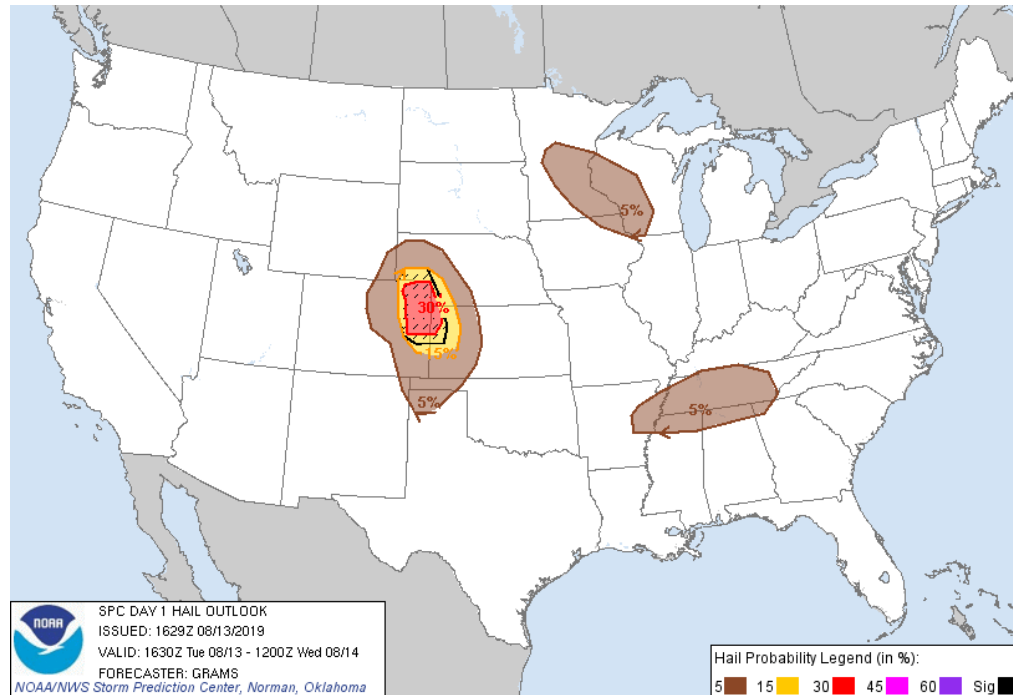 5%
30%
15%
5%
5%
NOAA
SPC DAY 1 HAIL OUTLOOK
ISSUED: 1629Z 08/13/2019
VALID: 1630Z Tue 08/13 - 1200Z Wed 08/14
FORECASTER: GRAMS
NOAA/NWS Storm Prediction Center, Norman, Oklahoma
Hail Probability Legend (in %):
5 15 30 45 60 Sig